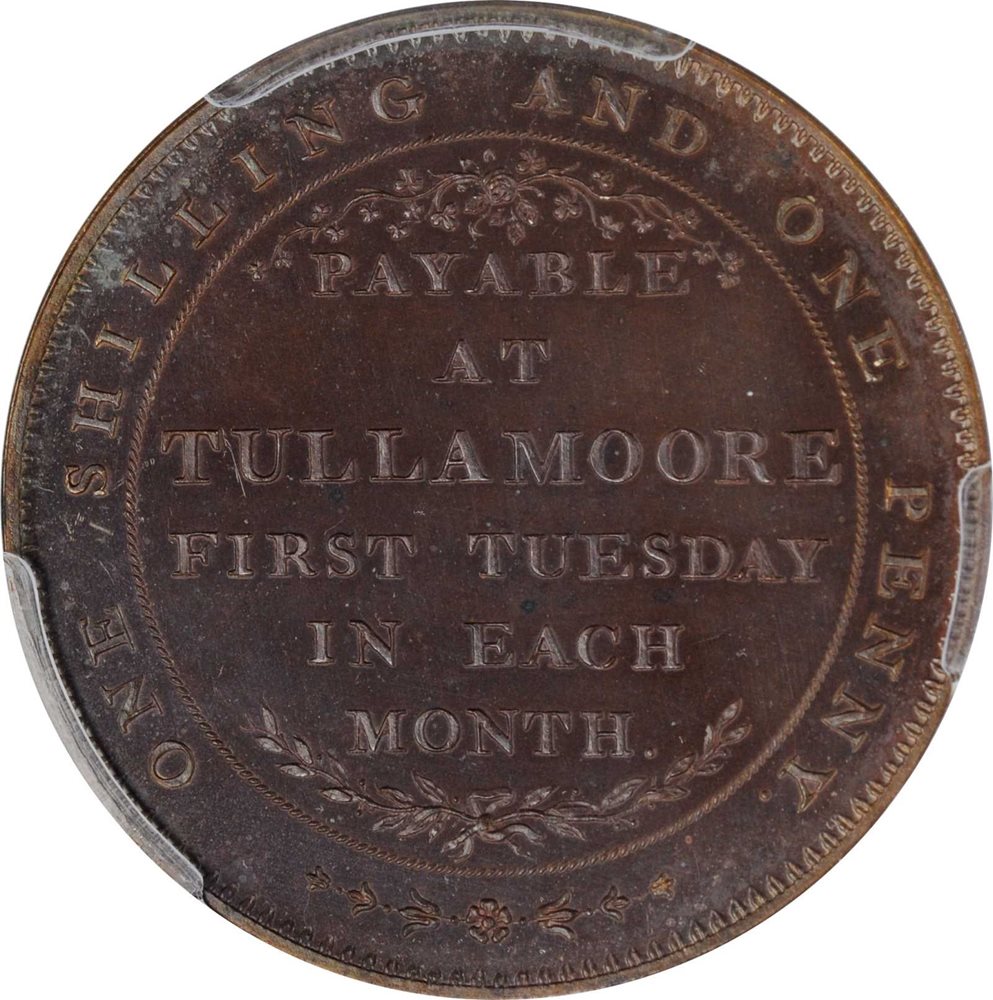 ONE SHILLING AND ONE PENNY.
PAYABLE
AT
TULLAMOORE
FIRST TUESDAY
IN EACH
MONTH.